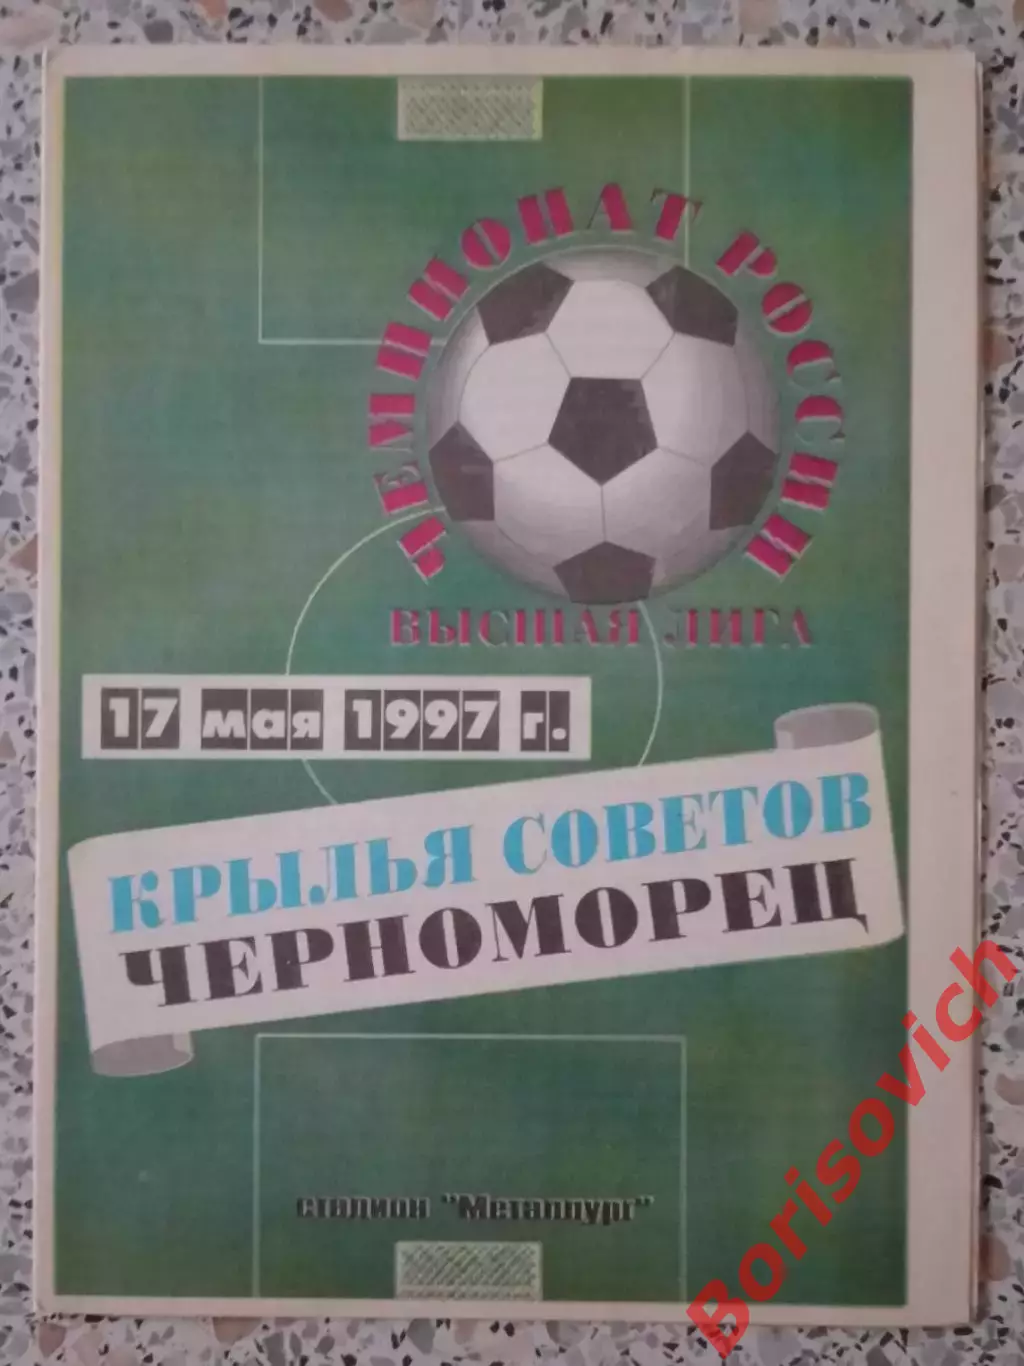 ЧЕМПИОНАТ РОССИИ
ВЫСШАЯ ЛИГА
17 мая 1997 г.
КРЫЛЬЯ СОВЕТОВ
ЧЕРНОМОРЕЦ
стадион "Металлург"
Borisovich